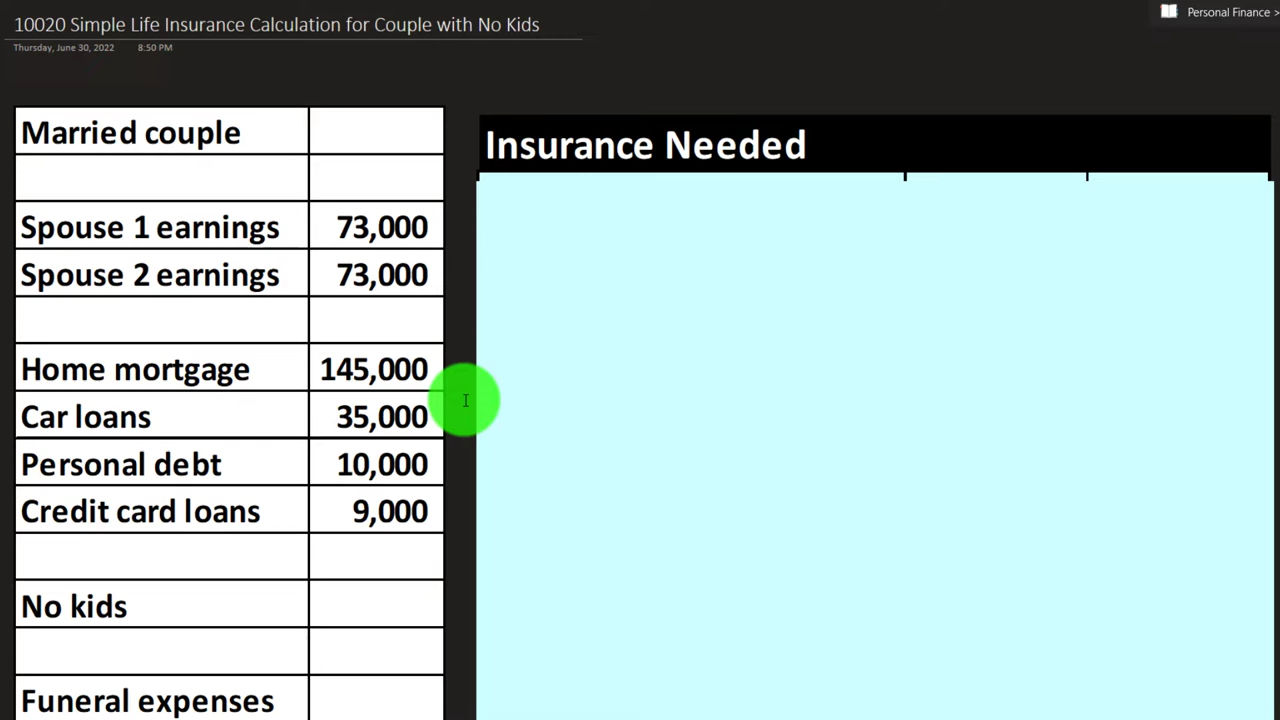 10020 Simple Life Insurance Calculation for Couple with No Kids
Personal Finance >
Thursday, June 30, 2022 8:50 PM
Married couple
Insurance Needed
Spouse 1 earnings 73,000
Spouse 2 earnings 73,000
Home mortgage 145,000
Car loans 35,000
Personal debt 10,000
Credit card loans 9,000
No kids
Funeral expenses